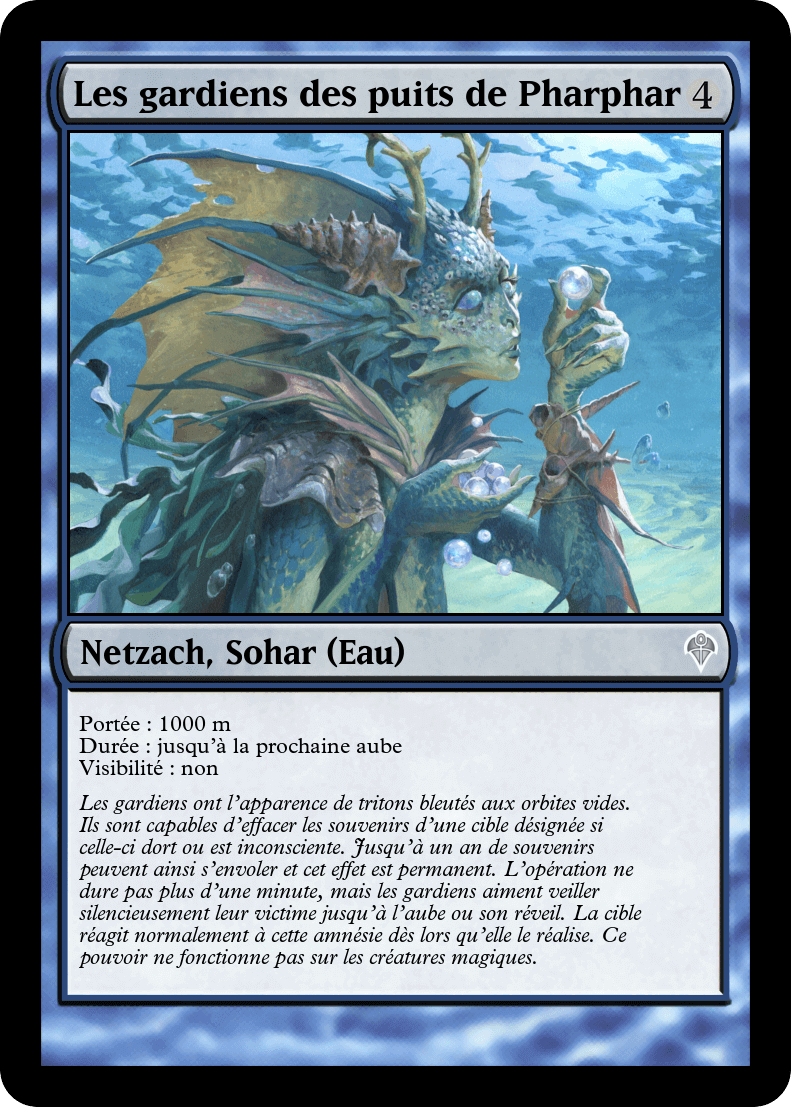 Les gardiens des puits de Pharphar 4
Netzach, Sohar (Eau)
Portée : 1000 m
Durée : jusqu'à la prochaine aube
Visibilité : non
Les gardiens ont l'apparence de tritons bleutés aux orbites vides.
Ils sont capables d'effacer les souvenirs d'une cible désignée si
celle-ci dort ou est inconsciente. Jusqu'à un an de souvenirs
peuvent ainsi s'envoler et cet effet est permanent. L'opération ne
dure pas plus d'une minute, mais les gardiens aiment veiller
silencieusement leur victime jusqu'à l'aube ou son réveil. La cible
réagit normalement à cette amnésie dès lors qu'elle le réalise. Ce
pouvoir ne fonctionne pas sur les créatures magiques.